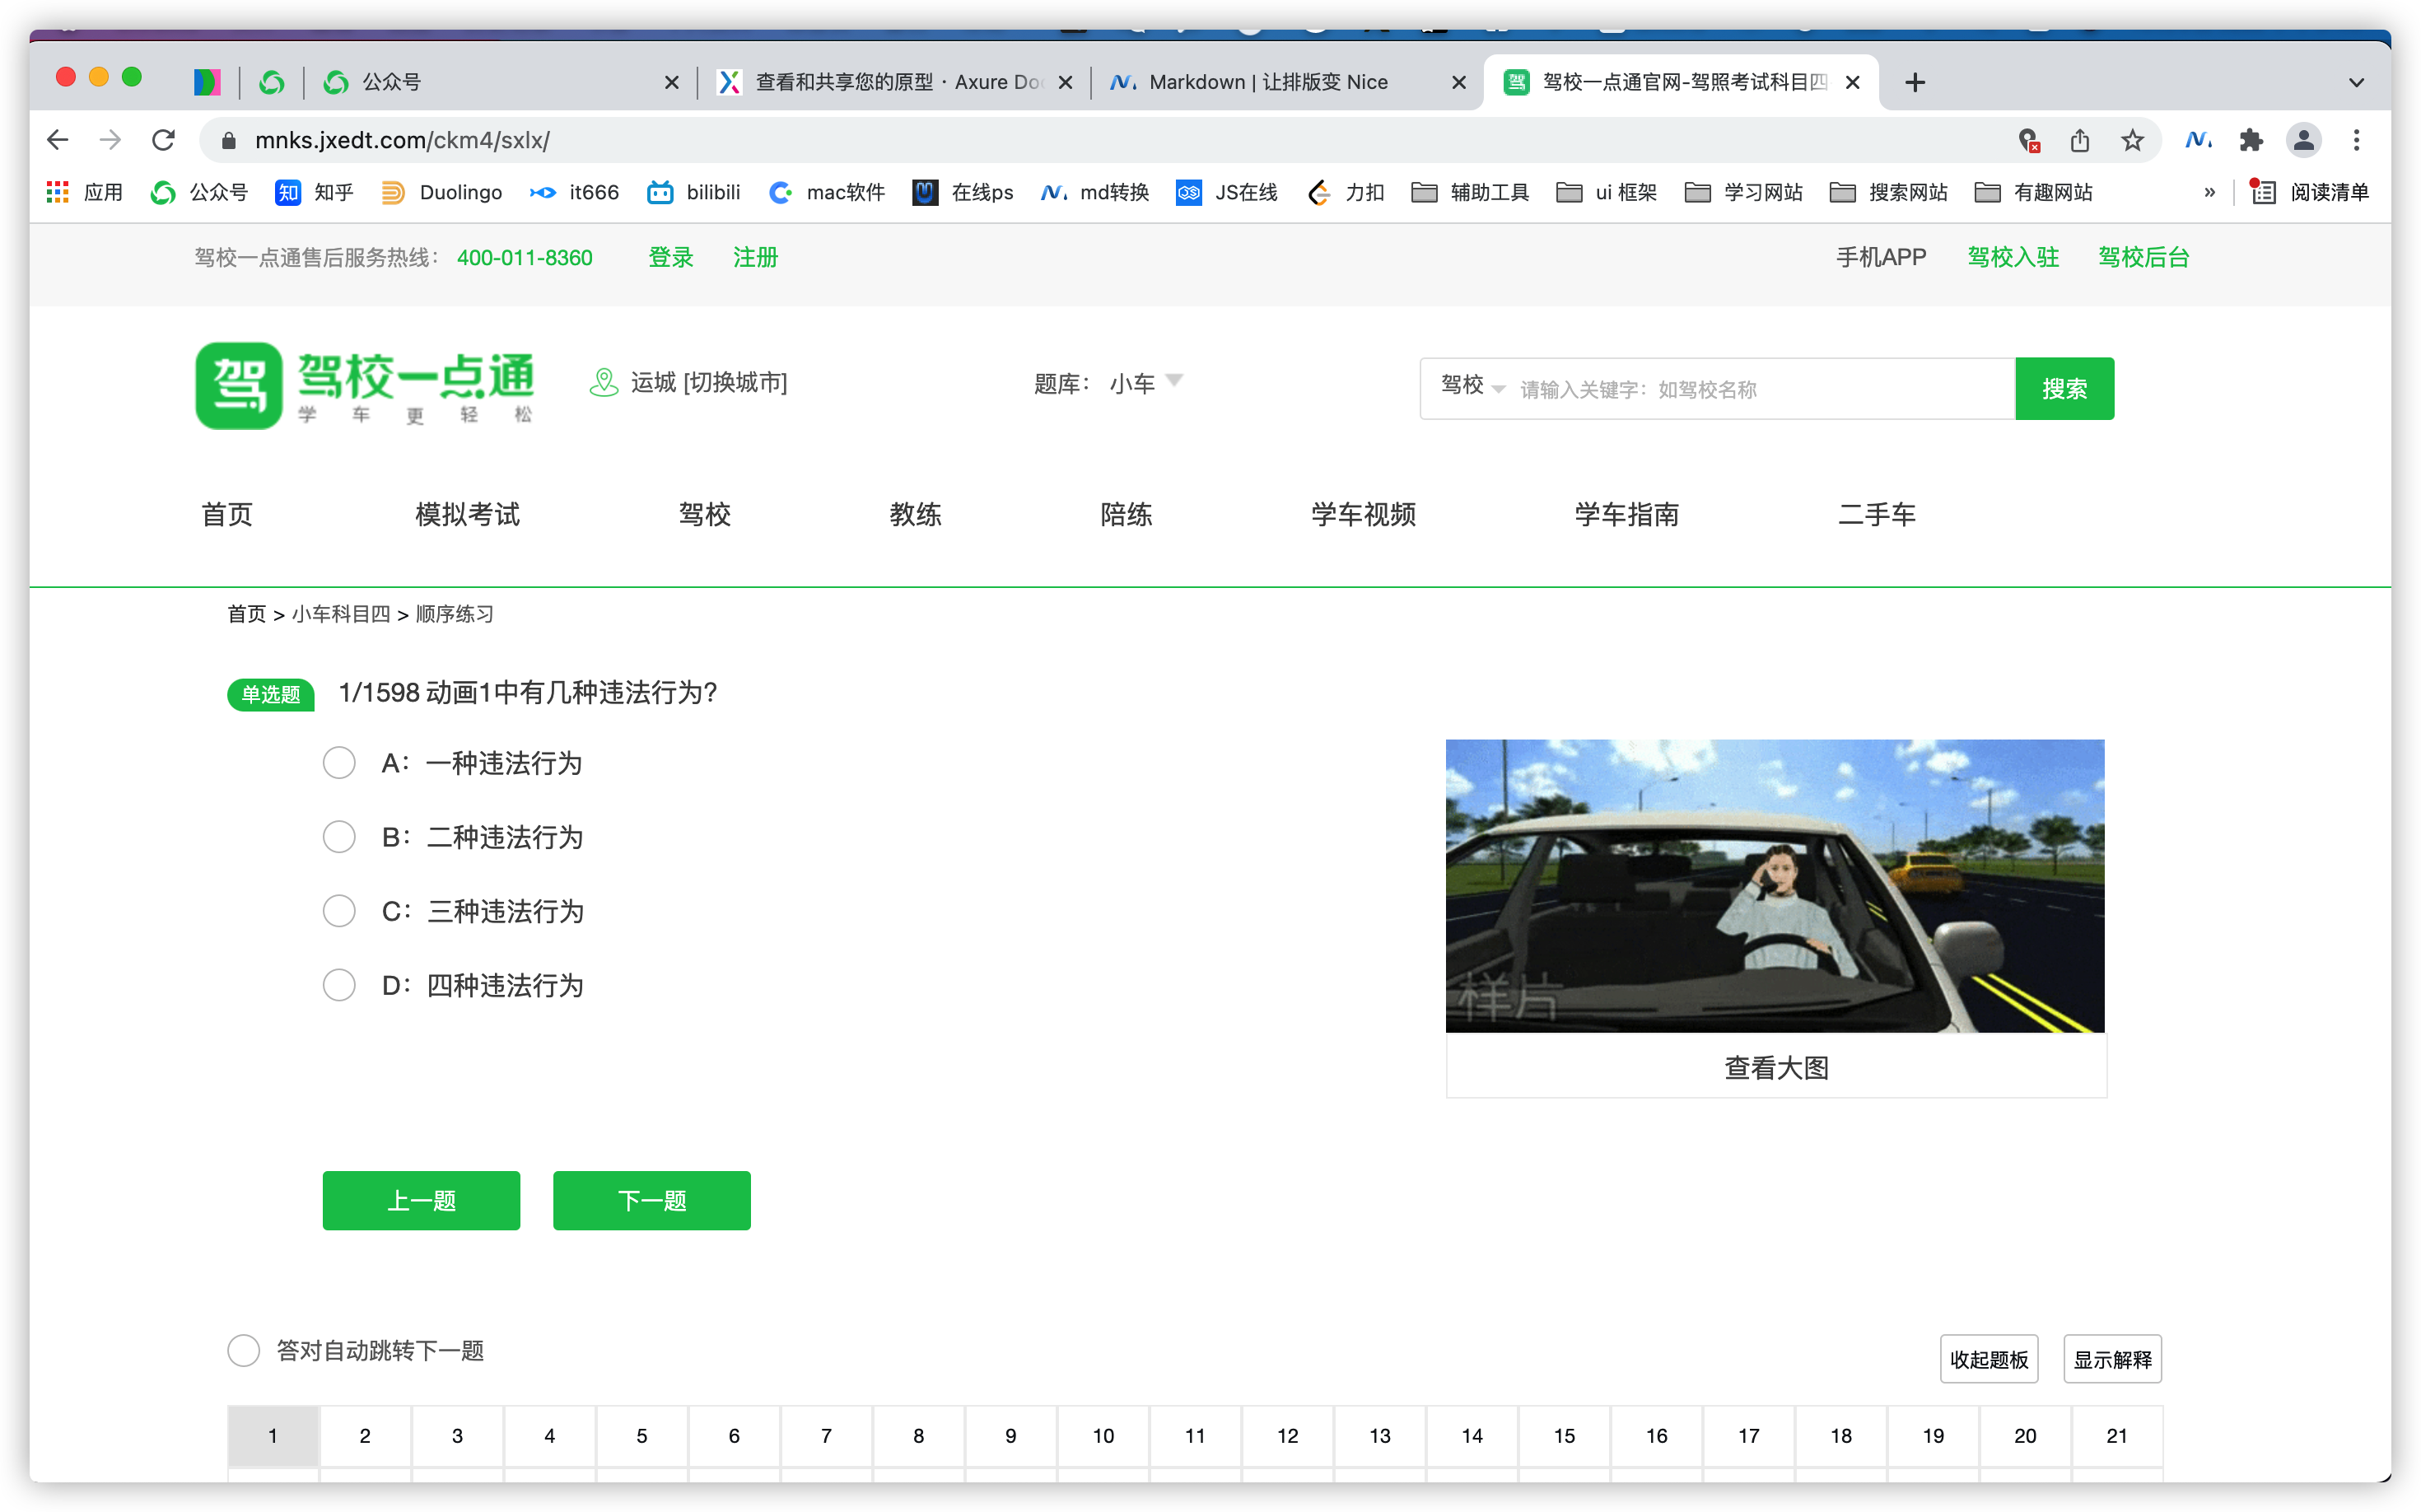 公众号
查看和共享您的原型 · Axure Doc
Markdown | 让排版变 Nice
驾校一点通官网-驾照考试科目四
mnks.jxedt.com/ckm4/sxlx/
应用 公众号 知 知乎 Duolingo it666 bilibili mac软件 在线ps md转换 JS在线 力扣 辅助工具 ui 框架 学习网站 搜索网站 有趣网站 » 阅读清单
驾校一点通售后服务热线： 400-011-8360 登录 注册 手机APP 驾校入驻 驾校后台
驾 驾校一点通 运城 [切换城市] 题库： 小车 驾校 请输入关键字：如驾校名称 搜索
学车更轻松
首页 模拟考试 驾校 教练 陪练 学车视频 学车指南 二手车
首页 > 小车科目四 > 顺序练习
单选题 1/1598 动画1中有几种违法行为？
A：一种违法行为
B：二种违法行为
C：三种违法行为
D：四种违法行为
样片
查看大图
上一题 下一题
答对自动跳转下一题 收起题板 显示解释
1 2 3 4 5 6 7 8 9 10 11 12 13 14 15 16 17 18 19 20 21